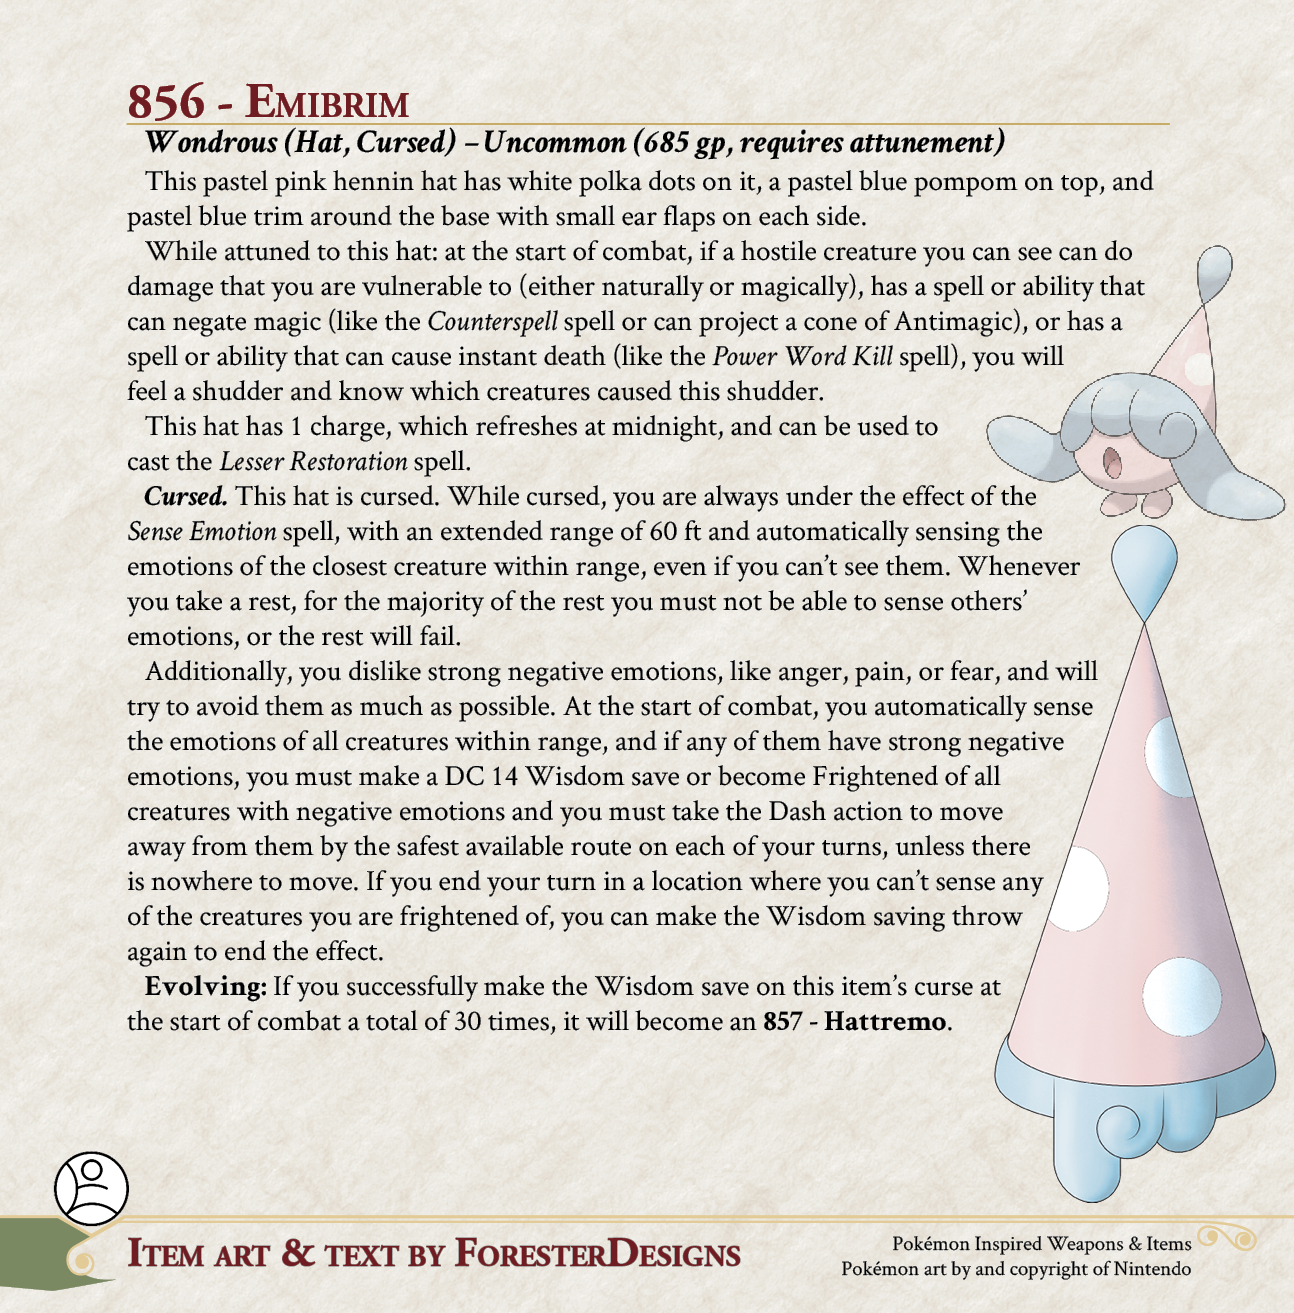 856 - Emibrim
Wondrous (Hat, Cursed) – Uncommon (685 gp, requires attunement)
This pastel pink hennin hat has white polka dots on it, a pastel blue pompom on top, and
pastel blue trim around the base with small ear flaps on each side.
While attuned to this hat: at the start of combat, if a hostile creature you can see can do
damage that you are vulnerable to (either naturally or magically), has a spell or ability that
can negate magic (like the Counterspell spell or can project a cone of Antimagic), or has a
spell or ability that can cause instant death (like the Power Word Kill spell), you will
feel a shudder and know which creatures caused this shudder.
This hat has 1 charge, which refreshes at midnight, and can be used to
cast the Lesser Restoration spell.
Cursed. This hat is cursed. While cursed, you are always under the effect of the
Sense Emotion spell, with an extended range of 60 ft and automatically sensing the
emotions of the closest creature within range, even if you can’t see them. Whenever
you take a rest, for the majority of the rest you must not be able to sense others’
emotions, or the rest will fail.
Additionally, you dislike strong negative emotions, like anger, pain, or fear, and will
try to avoid them as much as possible. At the start of combat, you automatically sense
the emotions of all creatures within range, and if any of them have strong negative
emotions, you must make a DC 14 Wisdom save or become Frightened of all
creatures with negative emotions and you must take the Dash action to move
away from them by the safest available route on each of your turns, unless there
is nowhere to move. If you end your turn in a location where you can’t sense any
of the creatures you are frightened of, you can make the Wisdom saving throw
again to end the effect.
Evolving: If you successfully make the Wisdom save on this item’s curse at
the start of combat a total of 30 times, it will become an 857 - Hattremo.
Item art & text by ForesterDesigns
Pokémon Inspired Weapons & Items
Pokémon art by and copyright of Nintendo